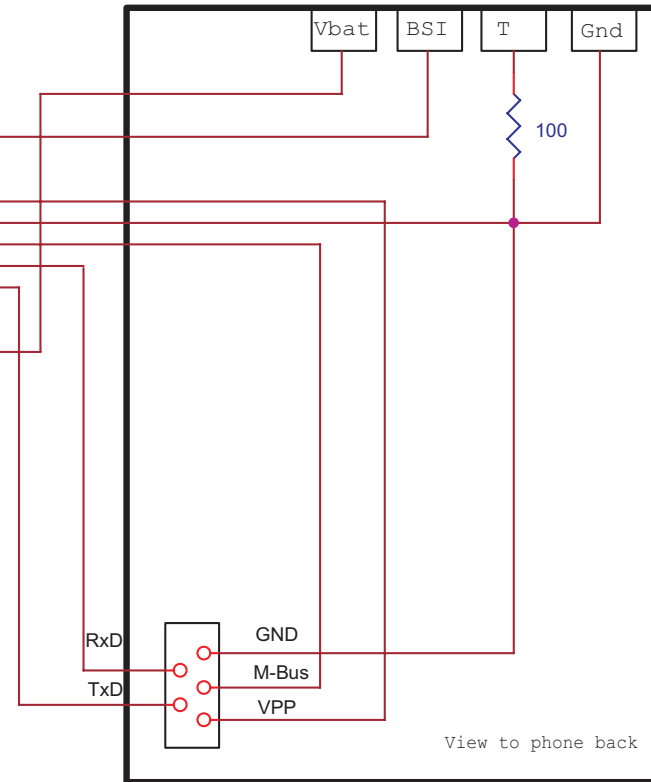 Vbat BSI T Gnd
100
GND
RxD
M-Bus
TxD
VPP
View to phone back